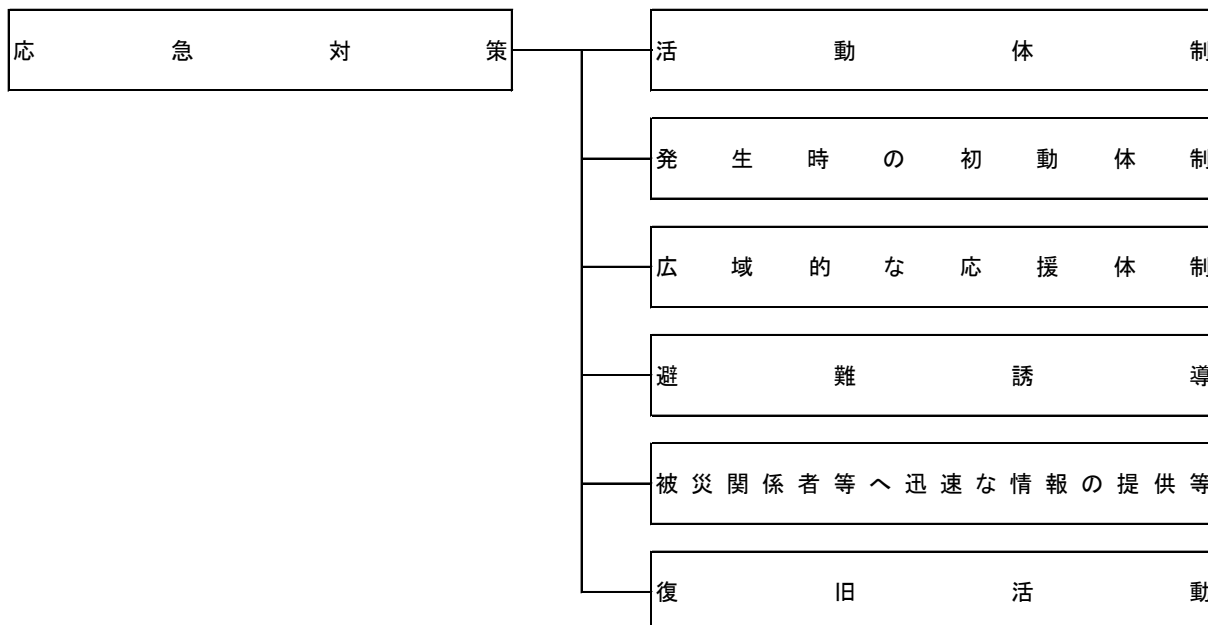 応急対策
活動体制
発生時の初動体制
広域的な応援体制
避難誘導
被災関係者等へ迅速な情報の提供等
復旧活動